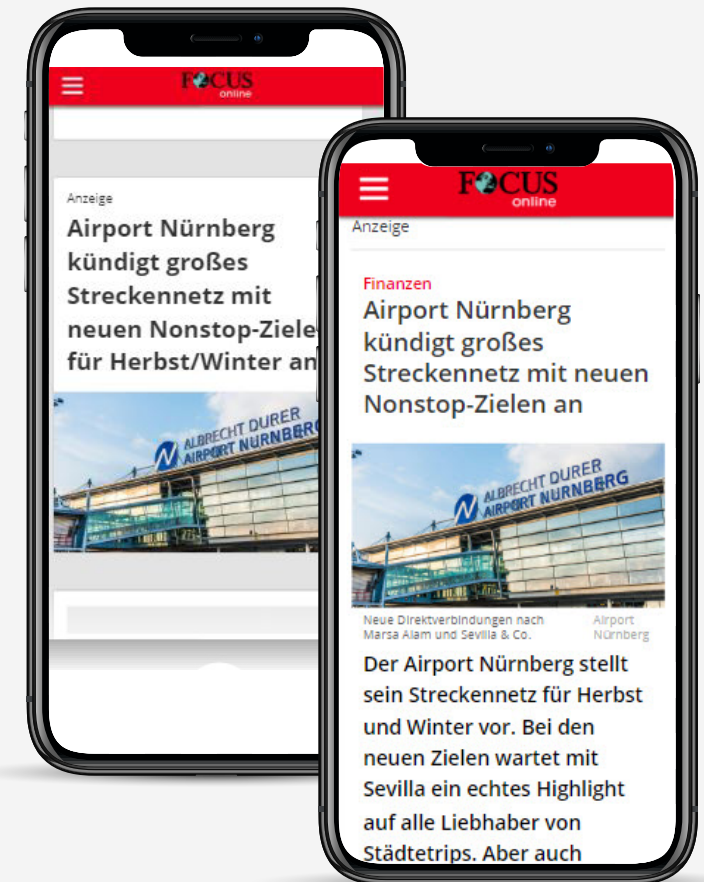 FOCUS
online
Anzeige
Airport Nürnberg
kündigt großes
Streckennetz mit
neuen Nonstop-Ziele
für Herbst/Winter an
ALBRECHT DURER
AIRPORT NURNBERG
FOCUS
online
Anzeige
Finanzen
Airport Nürnberg
kündigt großes
Streckennetz mit neuen
Nonstop-Zielen an
ALBRECHT DURER
AIRPORT NURNBERG
Neue Direktverbindungen nach
Marsa Alam und Sevilla & Co.
Airport
Nürnberg
Der Airport Nürnberg stellt
sein Streckennetz für Herbst
und Winter vor. Bei den
neuen Zielen wartet mit
Sevilla ein echtes Highlight
auf alle Liebhaber von
Städtetrips. Aber auch